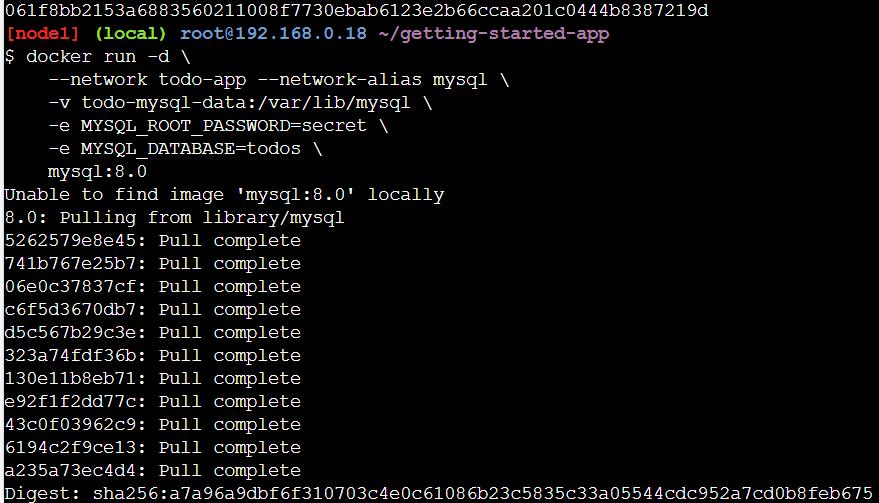 061f8bb2153a6883560211008f7730ebab6123e2b66ccaa201c0444b8387219d
[node1] (local) root@192.168.0.18 ~/getting-started-app
$ docker run -d \
    --network todo-app --network-alias mysql \
    -v todo-mysql-data:/var/lib/mysql \
    -e MYSQL_ROOT_PASSWORD=secret \
    -e MYSQL_DATABASE=todos \
    mysql:8.0
Unable to find image 'mysql:8.0' locally
8.0: Pulling from library/mysql
5262579e8e45: Pull complete
741b767e25b7: Pull complete
06e0c37837cf: Pull complete
c6f5d3670db7: Pull complete
d5c567b29c3e: Pull complete
323a74fdf36b: Pull complete
130e11b8eb71: Pull complete
e92f1f2dd77c: Pull complete
43c0f03962c9: Pull complete
6194c2f9ce13: Pull complete
a235a73ec4d4: Pull complete
Digest: sha256:a7a96a9dbf6f310703c4e0c61086b23c5835c33a05544cdc952a7cd0b8feb675